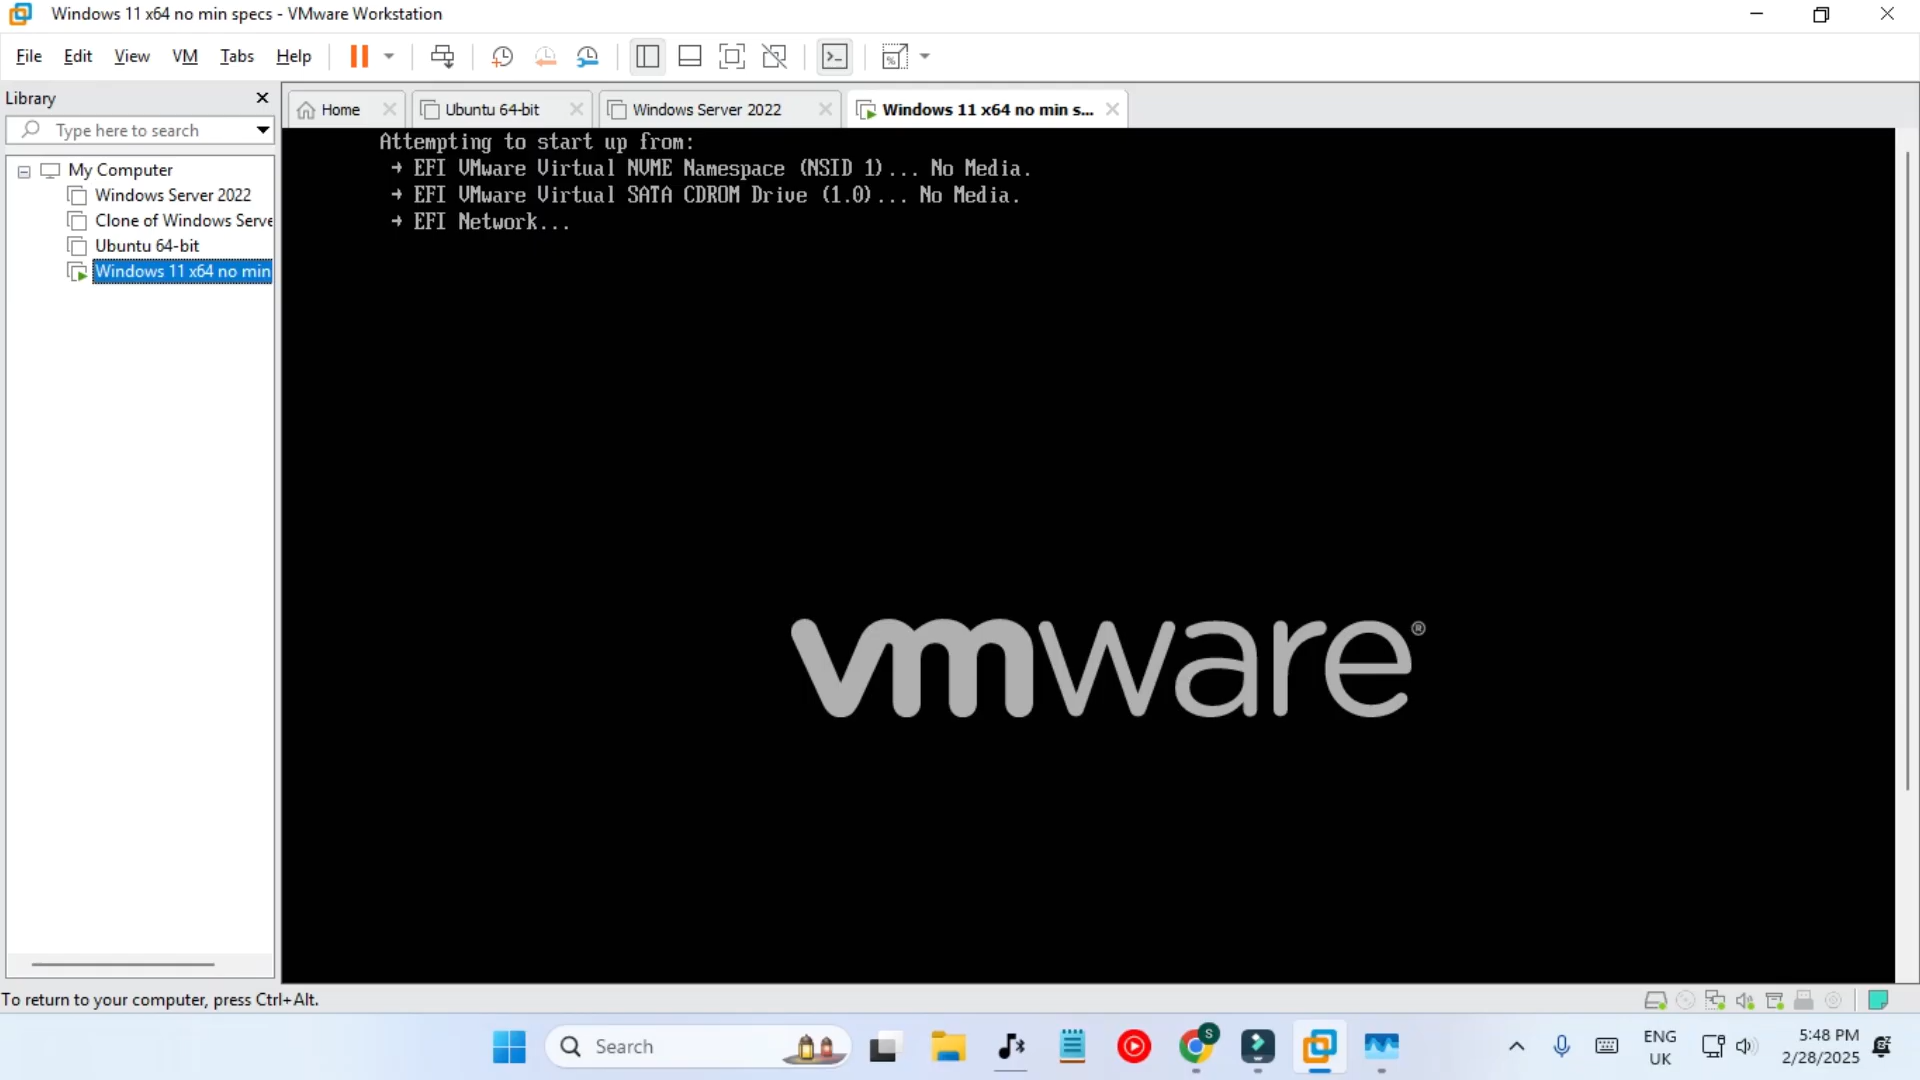 Windows 11 x64 no min specs - VMware Workstation
File Edit View VM Tabs Help
Library
Type here to search
My Computer
Windows Server 2022
Clone of Windows Serve
Ubuntu 64-bit
Windows 11 x64 no min
Home
Ubuntu 64-bit
Windows Server 2022
Windows 11 x64 no min s...
Attempting to start up from:
→ EFI VMware Virtual NVME Namespace (NSID 1)... No Media.
→ EFI VMware Virtual SATA CDROM Drive (1.0)... No Media.
→ EFI Network...
vmware®
To return to your computer, press Ctrl+Alt.
Search
S
ENG
UK
5:48 PM
2/28/2025